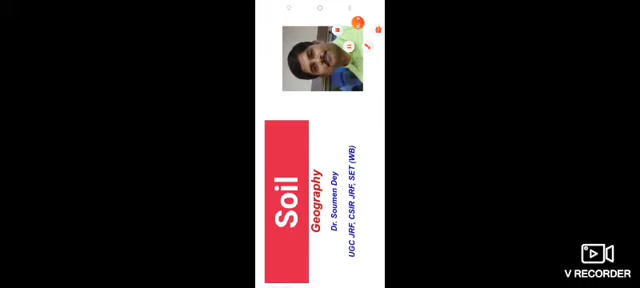 Soil
Geography
Dr. Soumen Dey
UGC JRF, CSIR JRF, SET (WB)
V RECORDER